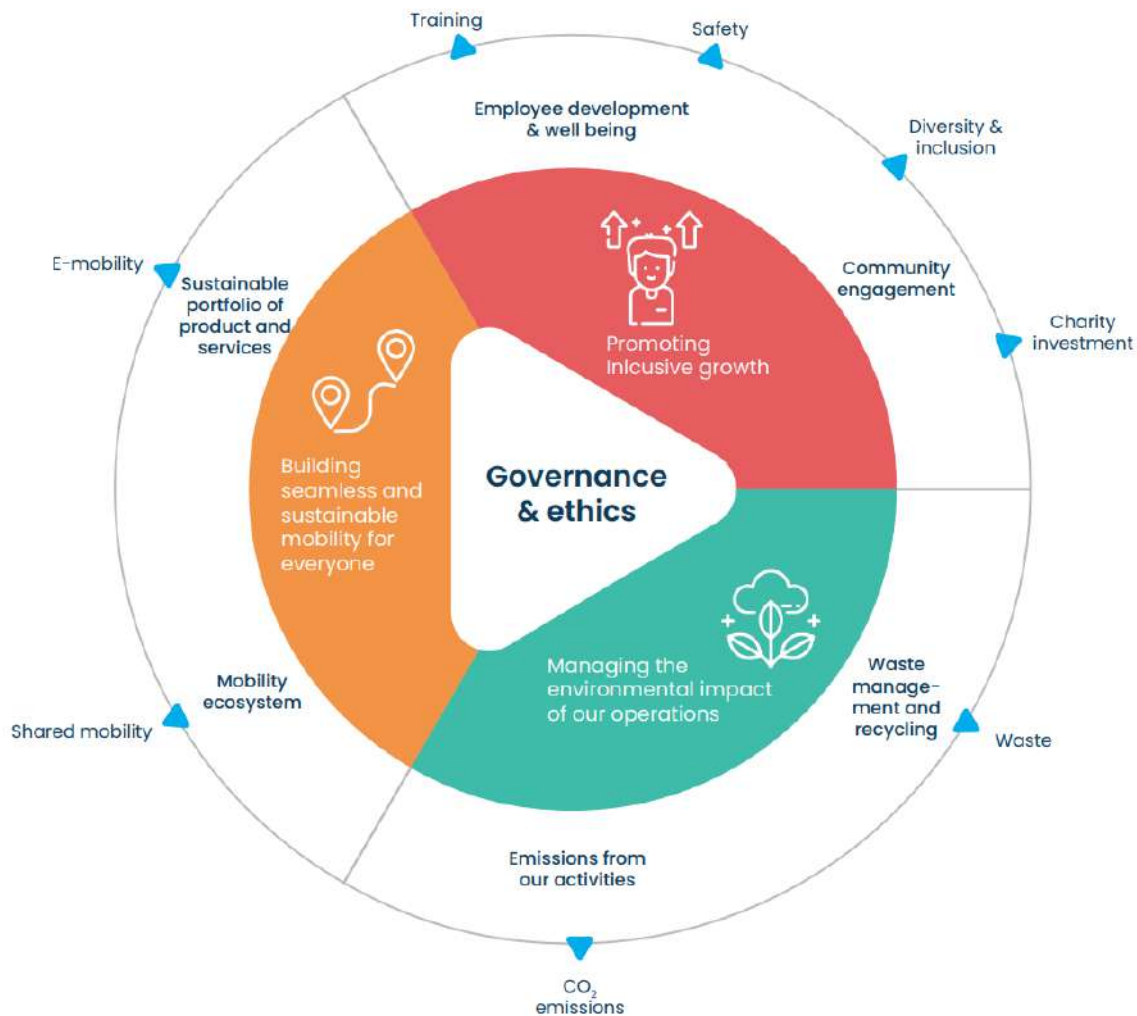 Training
Safety
Employee development
& well being
Diversity &
inclusion
E-mobility
Sustainable
portfolio of
product and
services
Community
engagement
Charity
investment
Promoting
Inlcusive growth
Building
seamless and
sustainable
mobility for
everyone
Governance
& ethics
Managing the
environmental impact
of our operations
Mobility
ecosystem
Shared mobility
Waste
manage-
ment and
recycling
Waste
Emissions from
our activities
CO₂
emissions